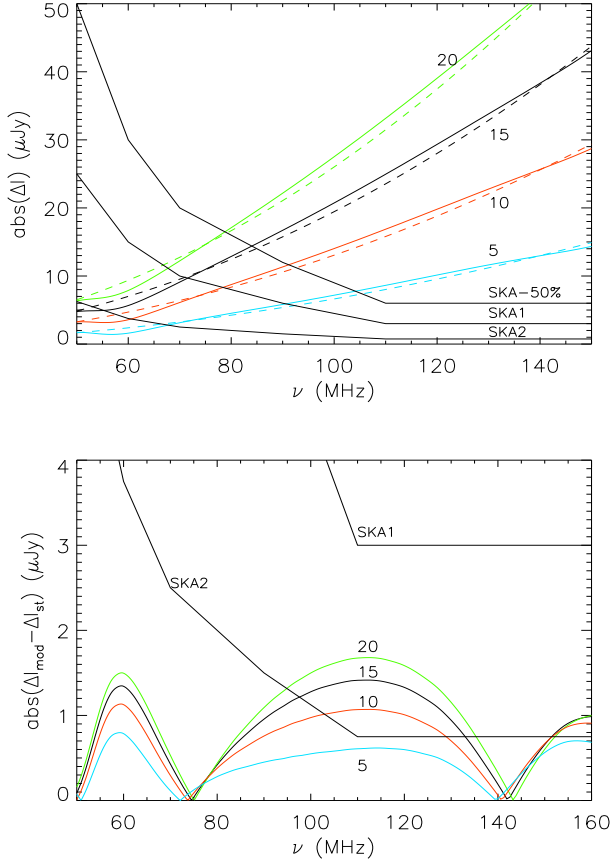 50
40
30
20
10
0
abs(ΔI) (μJy)
20
15
10
5
SKA−50%
SKA1
SKA2
60 80 100 120 140
ν (MHz)
4
3
2
1
0
abs(ΔI_mod−ΔI_st) (μJy)
SKA1
SKA2
20
15
10
5
60 80 100 120 140 160
ν (MHz)